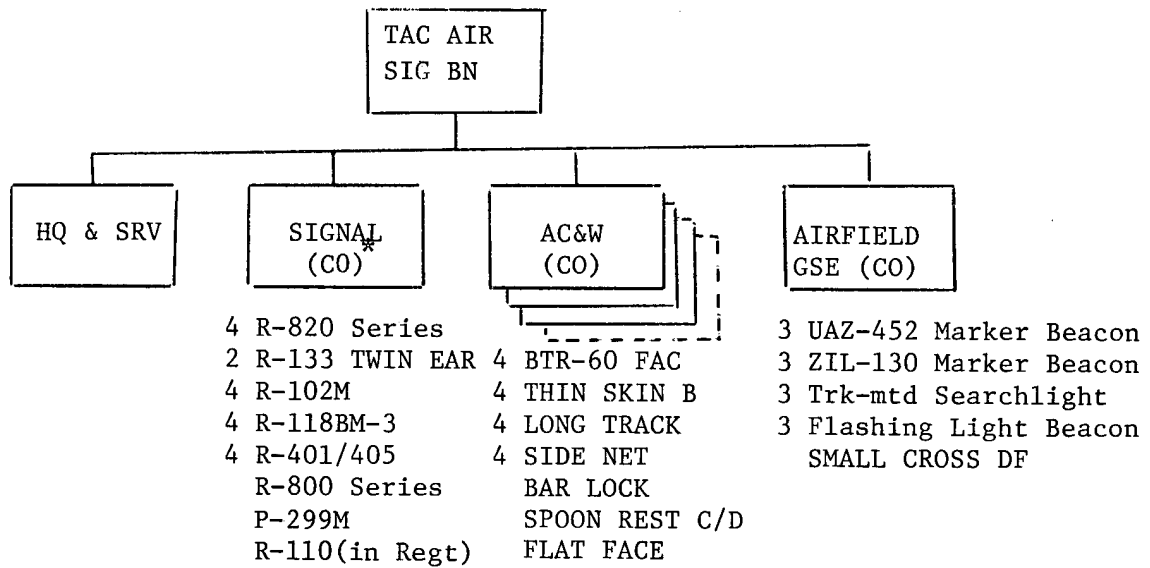 TAC AIR
SIG BN
HQ & SRV
SIGNAL
(CO)*
AC&W
(CO)
AIRFIELD
GSE (CO)
4 R-820 Series
2 R-133 TWIN EAR
4 R-102M
4 R-118BM-3
4 R-401/405
R-800 Series
P-299M
R-110(in Regt)
4 BTR-60 FAC
4 THIN SKIN B
4 LONG TRACK
4 SIDE NET
BAR LOCK
SPOON REST C/D
FLAT FACE
3 UAZ-452 Marker Beacon
3 ZIL-130 Marker Beacon
3 Trk-mtd Searchlight
3 Flashing Light Beacon
SMALL CROSS DF